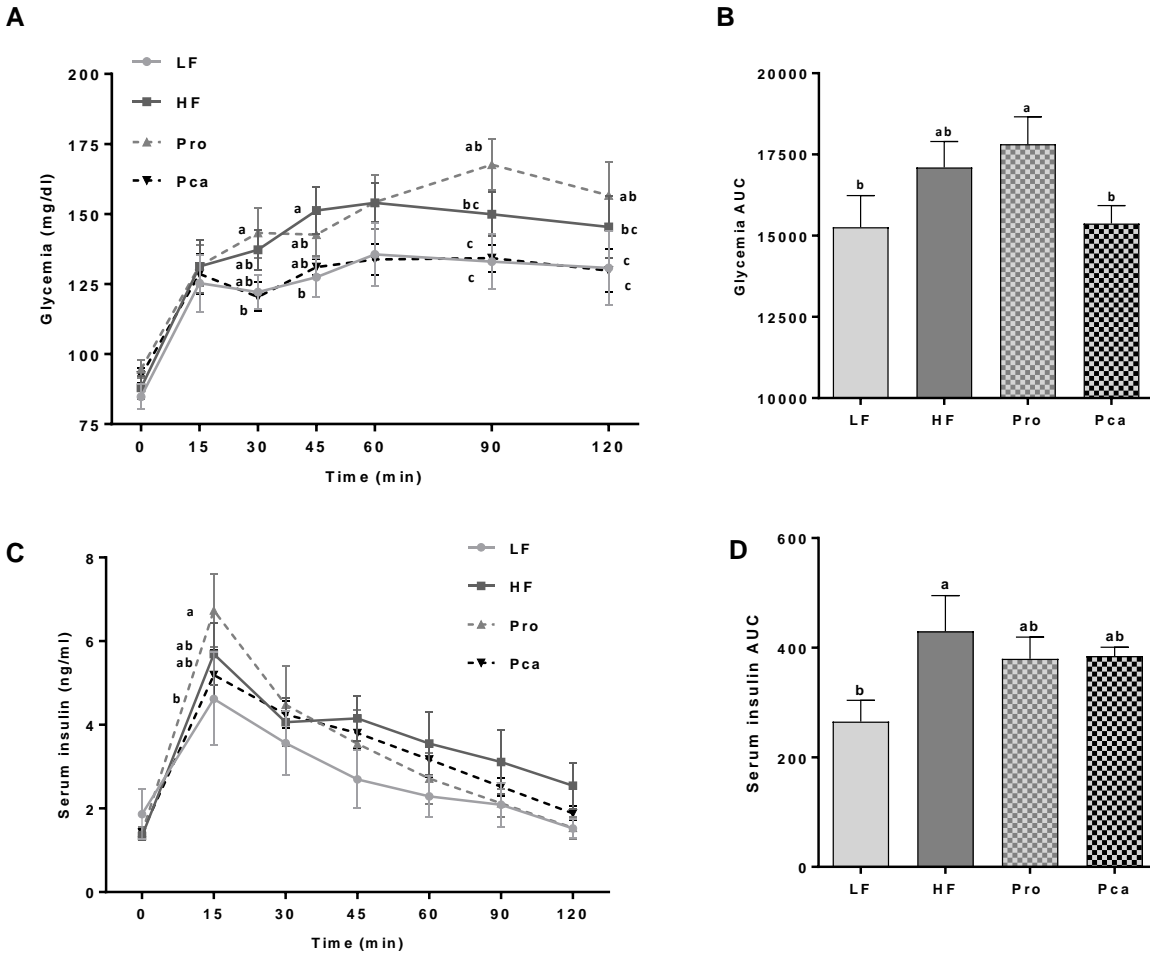 A
LF
HF
Pro
Pca
200
175
150
125
100
75
Glycemia (mg/dl)
a
ab
ab
b
a
ab
ab
b
ab
bc
c
c
ab
bc
c
c
0 15 30 45 60 90 120
Time (min)
B
20000
17500
15000
12500
10000
Glycemia AUC
b
ab
a
b
LF HF Pro Pca
C
LF
HF
Pro
Pca
8
6
4
2
0
Serum insulin (ng/ml)
a
ab
ab
b
0 15 30 45 60 90 120
Time (min)
D
600
400
200
0
Serum insulin AUC
b
a
ab
ab
LF HF Pro Pca